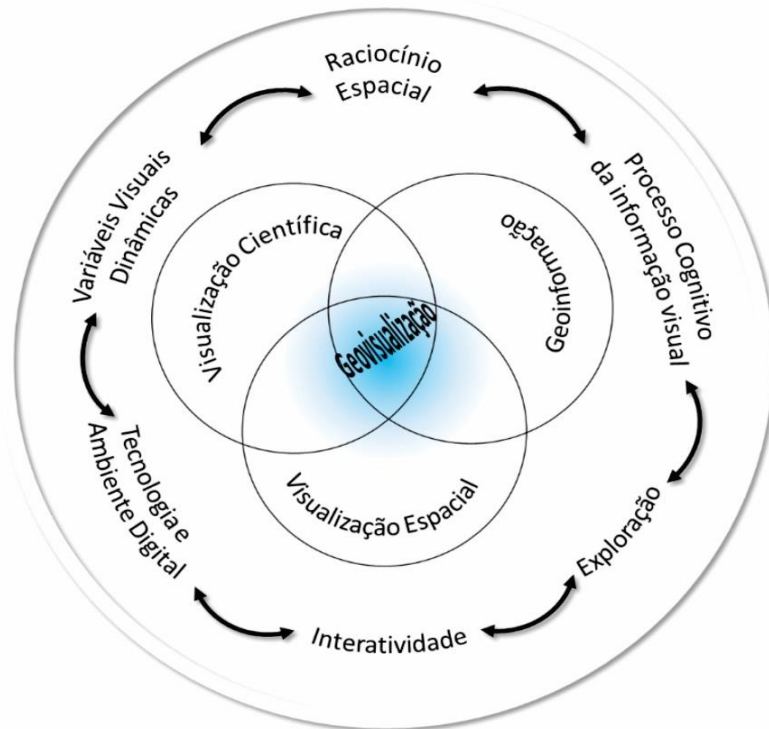 Raciocínio
Espacial
Processo Cognitivo
da informação visual
Exploração
Interatividade
Tecnologia e
Ambiente Digital
Variáveis Visuais
Dinâmicas
Visualização Científica
Geoinformação
Geovisualização
Visualização Espacial